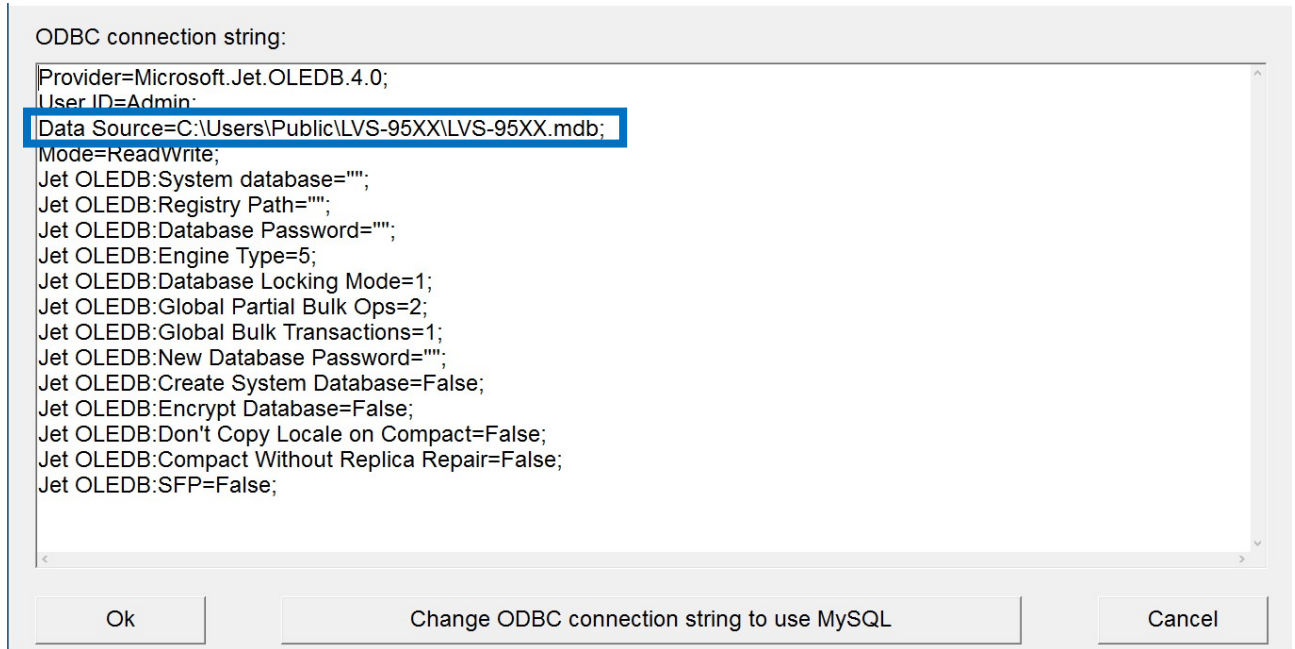 ODBC connection string:
Provider=Microsoft.Jet.OLEDB.4.0;
User ID=Admin;
Data Source=C:\Users\Public\LVS-95XX\LVS-95XX.mdb;
Mode=ReadWrite;
Jet OLEDB:System database="";
Jet OLEDB:Registry Path="";
Jet OLEDB:Database Password="";
Jet OLEDB:Engine Type=5;
Jet OLEDB:Database Locking Mode=1;
Jet OLEDB:Global Partial Bulk Ops=2;
Jet OLEDB:Global Bulk Transactions=1;
Jet OLEDB:New Database Password="";
Jet OLEDB:Create System Database=False;
Jet OLEDB:Encrypt Database=False;
Jet OLEDB:Don't Copy Locale on Compact=False;
Jet OLEDB:Compact Without Replica Repair=False;
Jet OLEDB:SFP=False;
Ok Change ODBC connection string to use MySQL Cancel